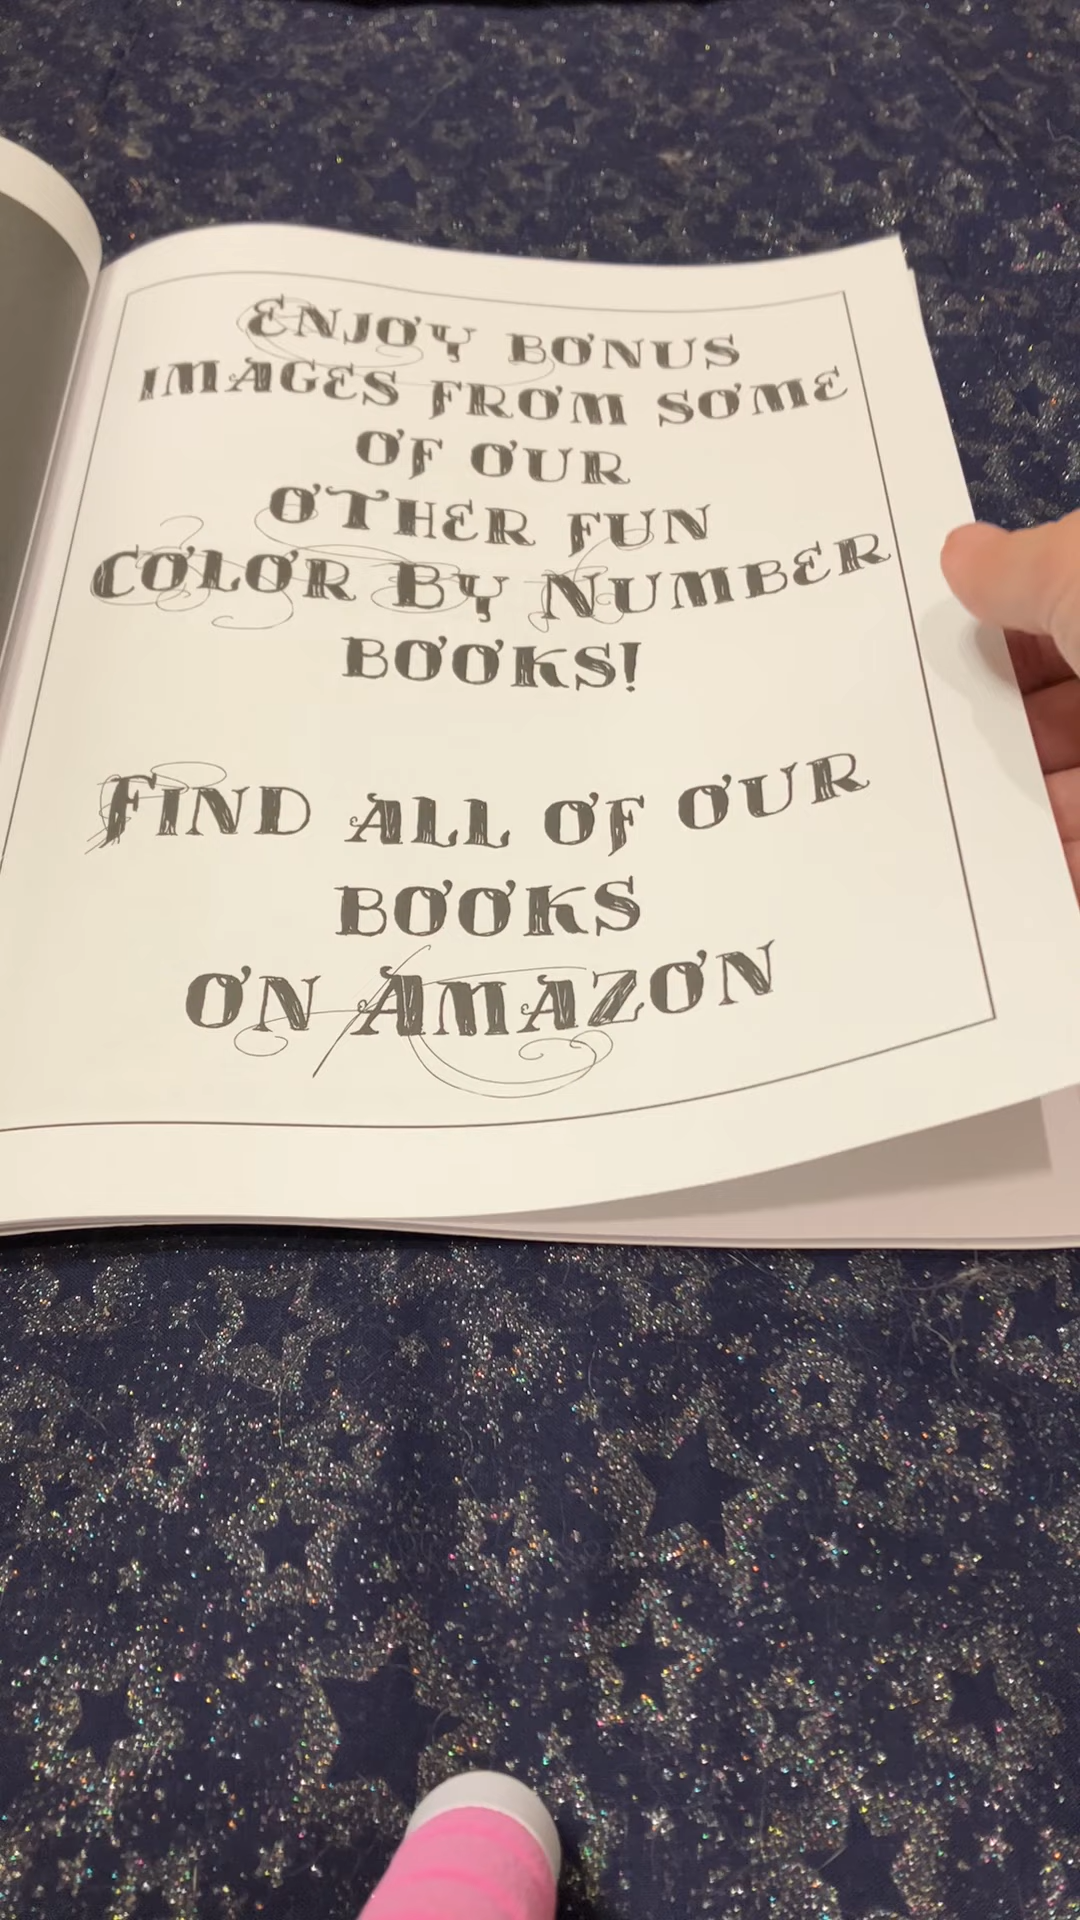 Enjoy bonus
images from some
of our
other fun
Color By Number
books!
Find all of our
books
on Amazon